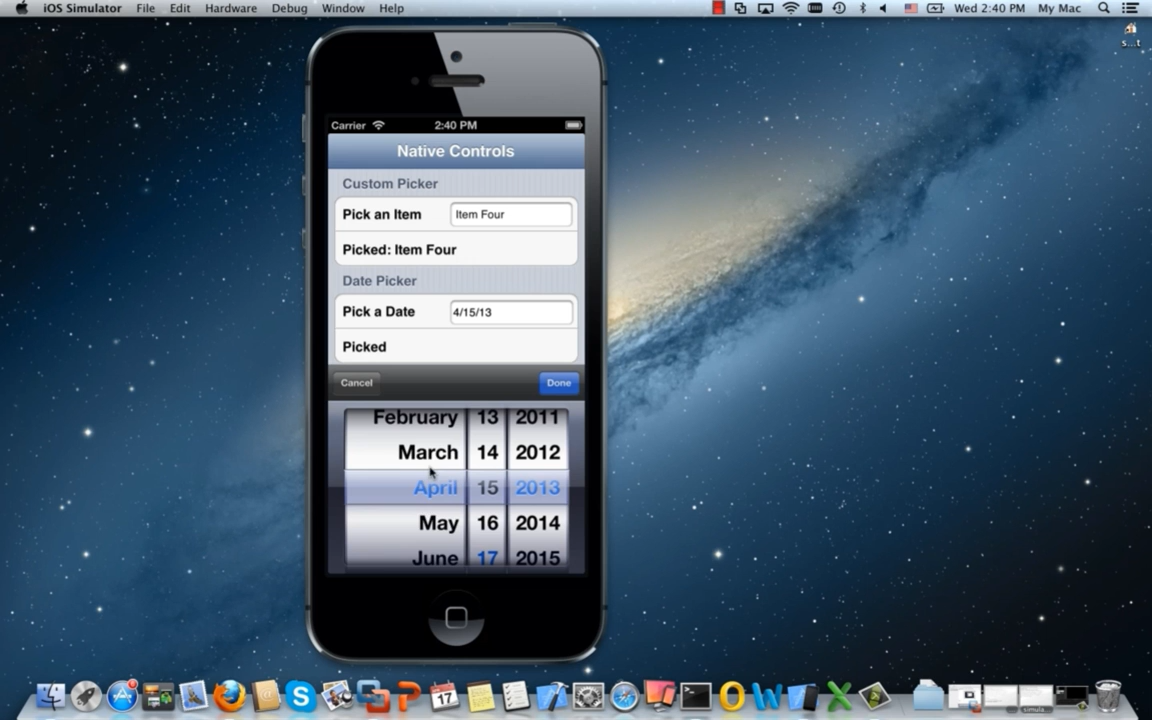 iOS Simulator File Edit Hardware Debug Window Help Wed 2:40 PM My Mac
s...t
Carrier 2:40 PM
Native Controls
Custom Picker
Pick an Item Item Four
Picked: Item Four
Date Picker
Pick a Date 4/15/13
Picked
Cancel Done
February 13 2011
March 14 2012
April 15 2013
May 16 2014
June 17 2015
17
simula